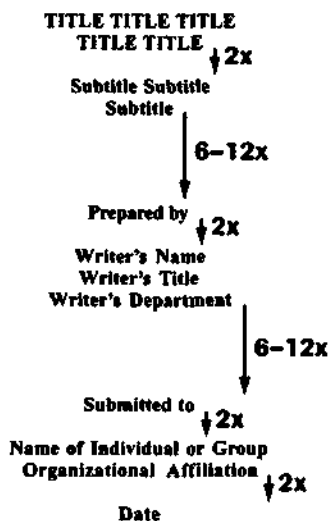 TITLE TITLE TITLE
TITLE TITLE
2x
Subtitle Subtitle
Subtitle
6-12x
Prepared by
2x
Writer's Name
Writer's Title
Writer's Department
6-12x
Submitted to
2x
Name of Individual or Group
Organizational Affiliation
2x
Date